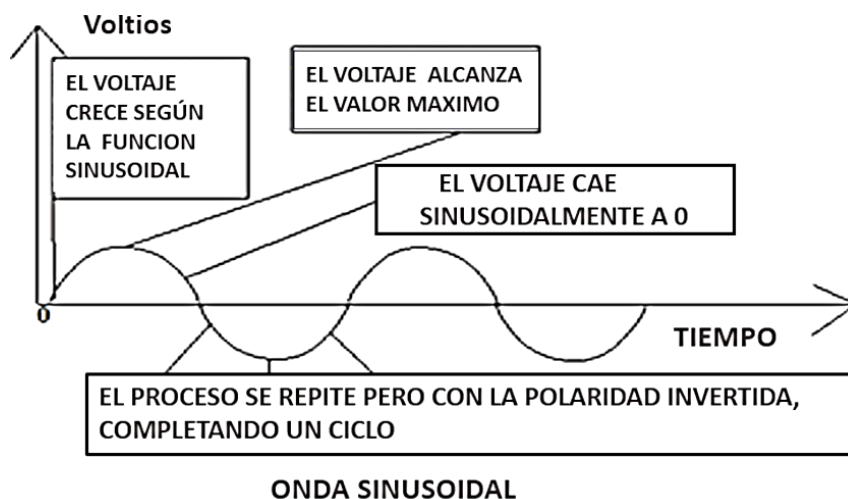 Voltios
EL VOLTAJE
CRECE SEGÚN
LA FUNCION
SINUSOIDAL
EL VOLTAJE ALCANZA
EL VALOR MAXIMO
EL VOLTAJE CAE
SINUSOIDALMENTE A 0
0
TIEMPO
EL PROCESO SE REPITE PERO CON LA POLARIDAD INVERTIDA,
COMPLETANDO UN CICLO
ONDA SINUSOIDAL